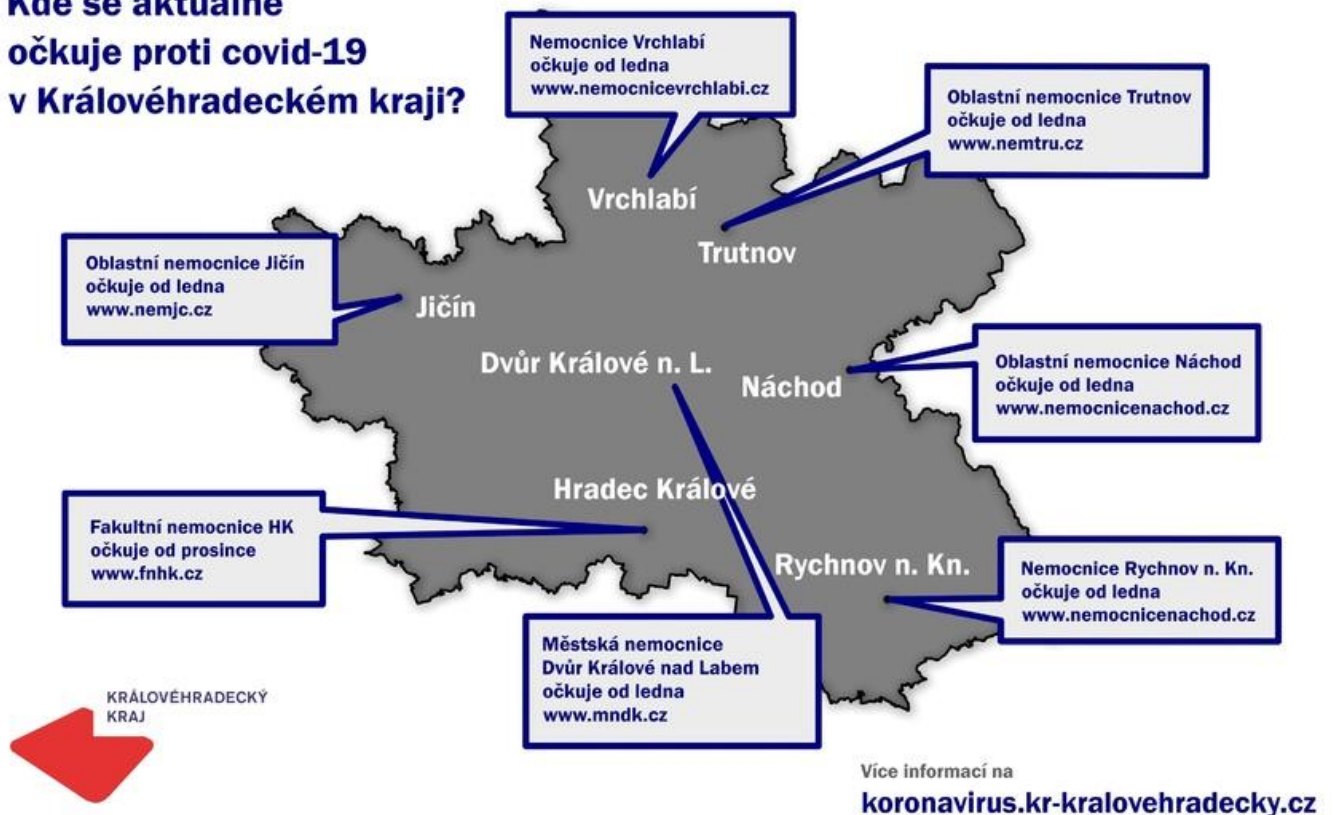 Kde se aktuálně
očkuje proti covid-19
v Královéhradeckém kraji?
Nemocnice Vrchlabí
očkuje od ledna
www.nemocnicevrchlabi.cz
Oblastní nemocnice Trutnov
očkuje od ledna
www.nemtru.cz
Vrchlabí
Trutnov
Oblastní nemocnice Jičín
očkuje od ledna
www.nemjc.cz
Jičín
Dvůr Králové n. L.
Náchod
Oblastní nemocnice Náchod
očkuje od ledna
www.nemocnicenachod.cz
Hradec Králové
Fakultní nemocnice HK
očkuje od prosince
www.fnhk.cz
Rychnov n. Kn.
Nemocnice Rychnov n. Kn.
očkuje od ledna
www.nemocnicenachod.cz
Městská nemocnice
Dvůr Králové nad Labem
očkuje od ledna
www.mndk.cz
KRÁLOVÉHRADECKÝ
KRAJ
Více informací na
koronavirus.kr-kralovehradecky.cz